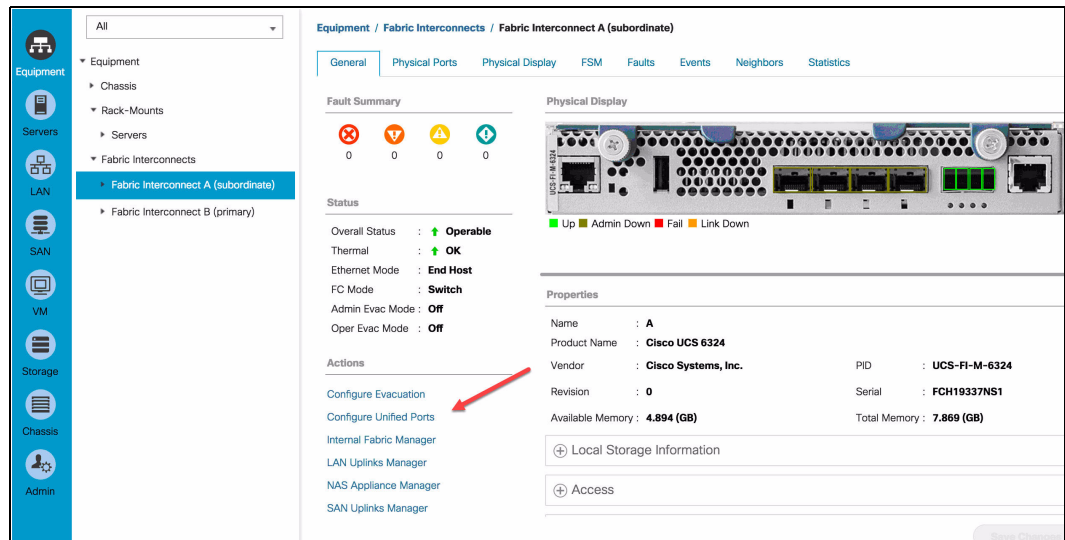 All
Equipment
Servers
LAN
SAN
VM
Storage
Chassis
Admin
Equipment
Chassis
Rack-Mounts
Servers
Fabric Interconnects
Fabric Interconnect A (subordinate)
Fabric Interconnect B (primary)
Equipment / Fabric Interconnects / Fabric Interconnect A (subordinate)
General Physical Ports Physical Display FSM Faults Events Neighbors Statistics
Fault Summary
0 0 0 0
Status
Overall Status : Operable
Thermal : OK
Ethernet Mode : End Host
FC Mode : Switch
Admin Evac Mode : Off
Oper Evac Mode : Off
Actions
Configure Evacuation
Configure Unified Ports
Internal Fabric Manager
LAN Uplinks Manager
NAS Appliance Manager
SAN Uplinks Manager
Physical Display
UCS-FI-M-6324
Up Admin Down Fail Link Down
Properties
Name : A
Product Name : Cisco UCS 6324
Vendor : Cisco Systems, Inc. PID : UCS-FI-M-6324
Revision : 0 Serial : FCH19337NS1
Available Memory : 4.894 (GB) Total Memory : 7.869 (GB)
Local Storage Information
Access
Save Changes